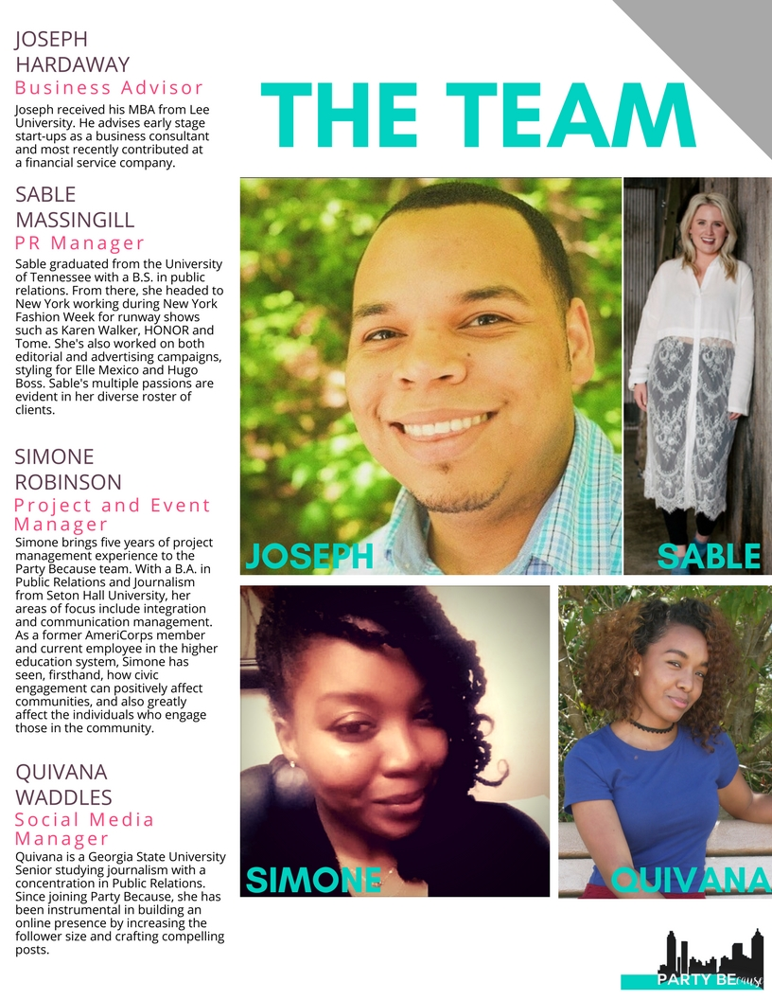 JOSEPH
HARDAWAY
Business Advisor
Joseph received his MBA from Lee
University. He advises early stage
start-ups as a business consultant
and most recently contributed at
a financial service company.
SABLE
MASSINGILL
PR Manager
Sable graduated from the University
of Tennessee with a B.S. in public
relations. From there, she headed to
New York working during New York
Fashion Week for runway shows
such as Karen Walker, HONOR and
Tome. She's also worked on both
editorial and advertising campaigns,
styling for Elle Mexico and Hugo
Boss. Sable's multiple passions are
evident in her diverse roster of
clients.
SIMONE
ROBINSON
Project and Event
Manager
Simone brings five years of project
management experience to the
Party Because team. With a B.A. in
Public Relations and Journalism
from Seton Hall University, her
areas of focus include integration
and communication management.
As a former AmeriCorps member
and current employee in the higher
education system, Simone has
seen, firsthand, how civic
engagement can positively affect
communities, and also greatly
affect the individuals who engage
those in the community.
QUIVANA
WADDLES
Social Media
Manager
Quivana is a Georgia State University
Senior studying journalism with a
concentration in Public Relations.
Since joining Party Because, she has
been instrumental in building an
online presence by increasing the
follower size and crafting compelling
posts.
THE TEAM
JOSEPH
SABLE
SIMONE
QUIVANA
PARTY BEcause